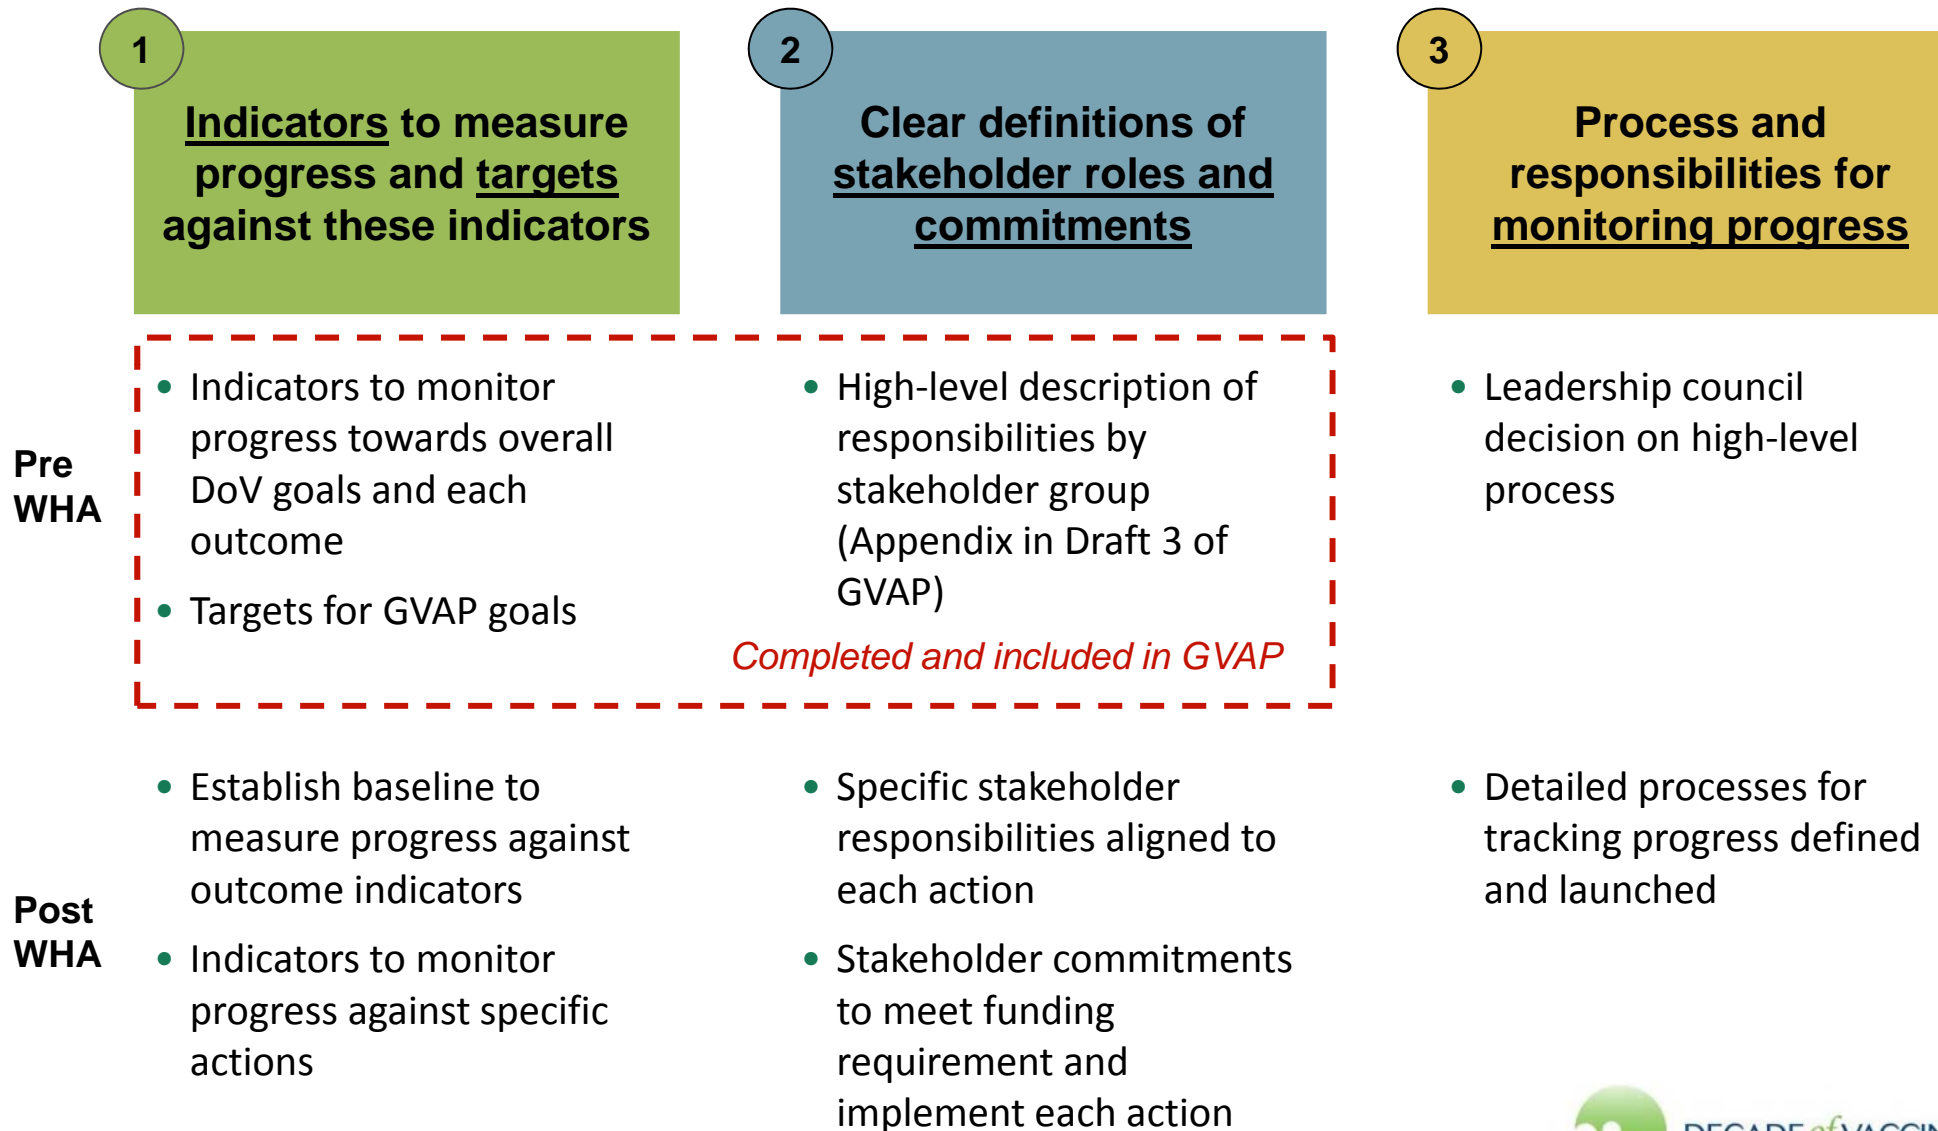 1
Indicators to measure
progress and targets
against these indicators
2
Clear definitions of
stakeholder roles and
commitments
3
Process and
responsibilities for
monitoring progress
Pre
WHA
• Indicators to monitor
progress towards overall
DoV goals and each
outcome
• Targets for GVAP goals
• High-level description of
responsibilities by
stakeholder group
(Appendix in Draft 3 of
GVAP)
Completed and included in GVAP
• Leadership council
decision on high-level
process
Post
WHA
• Establish baseline to
measure progress against
outcome indicators
• Indicators to monitor
progress against specific
actions
• Specific stakeholder
responsibilities aligned to
each action
• Stakeholder commitments
to meet funding
requirement and
implement each action
• Detailed processes for
tracking progress defined
and launched
DECADE of VACCIN